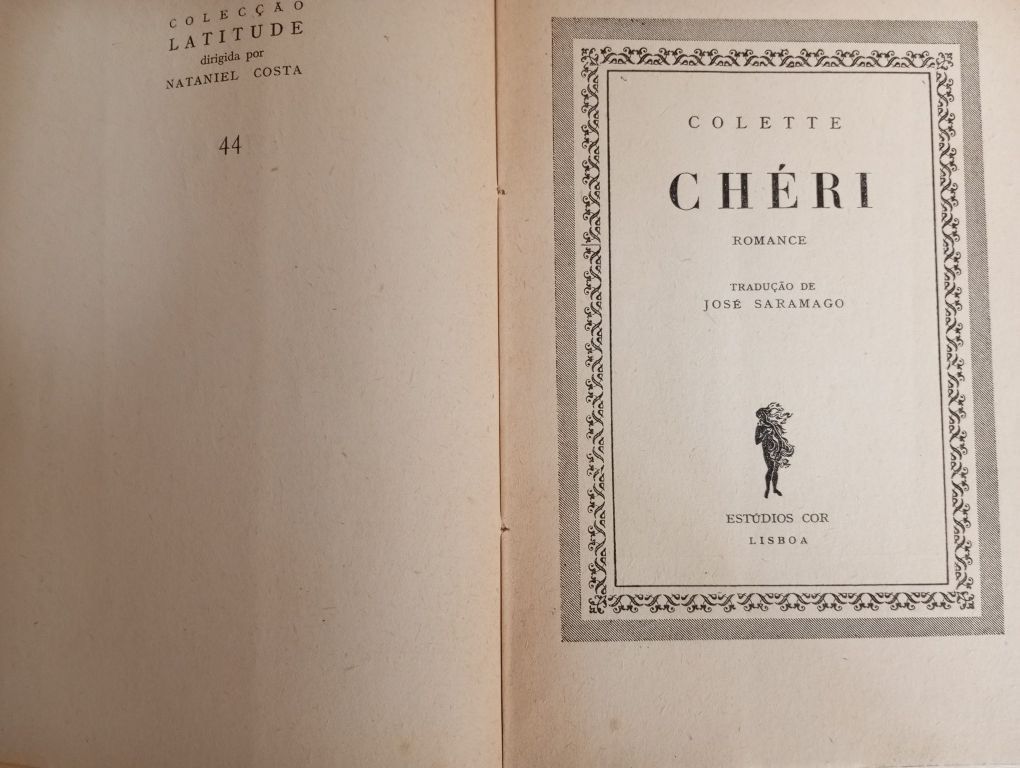 COLECÇÃO
LATITUDE
dirigida por
NATANIEL COSTA
44
COLETTE
CHÉRI
ROMANCE
TRADUÇÃO DE
JOSÉ SARAMAGO
ESTÚDIOS COR
LISBOA